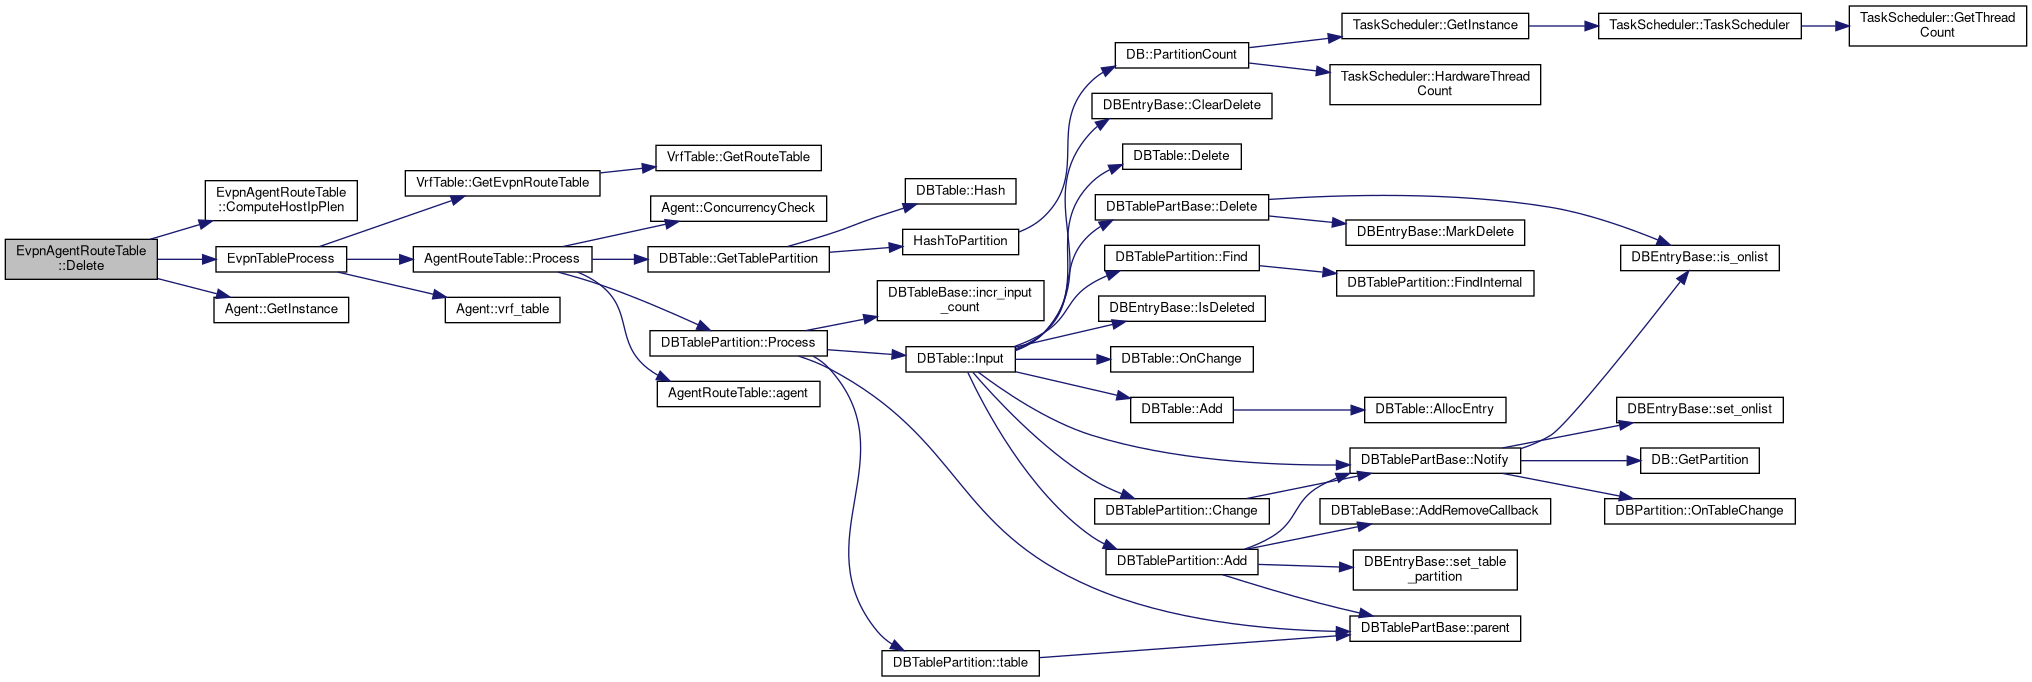 EvpnAgentRouteTable
::Delete
EvpnAgentRouteTable
::ComputeHostIpPlen
EvpnTableProcess
Agent::GetInstance
VrfTable::GetEvpnRouteTable
AgentRouteTable::Process
Agent::vrf_table
VrfTable::GetRouteTable
Agent::ConcurrencyCheck
DBTable::GetTablePartition
DBTablePartition::Process
AgentRouteTable::agent
DBTable::Hash
HashToPartition
DBTableBase::incr_input
_count
DBTable::Input
DBTablePartition::table
DB::PartitionCount
DBEntryBase::ClearDelete
DBTable::Delete
DBTablePartBase::Delete
DBTablePartition::Find
DBEntryBase::IsDeleted
DBTable::OnChange
DBTable::Add
DBTablePartition::Change
DBTablePartition::Add
TaskScheduler::GetInstance
TaskScheduler::HardwareThread
Count
DBEntryBase::MarkDelete
DBTablePartition::FindInternal
DBTable::AllocEntry
DBTablePartBase::Notify
DBTableBase::AddRemoveCallback
DBEntryBase::set_table
_partition
DBTablePartBase::parent
TaskScheduler::TaskScheduler
DBEntryBase::is_onlist
DBEntryBase::set_onlist
DB::GetPartition
DBPartition::OnTableChange
TaskScheduler::GetThread
Count